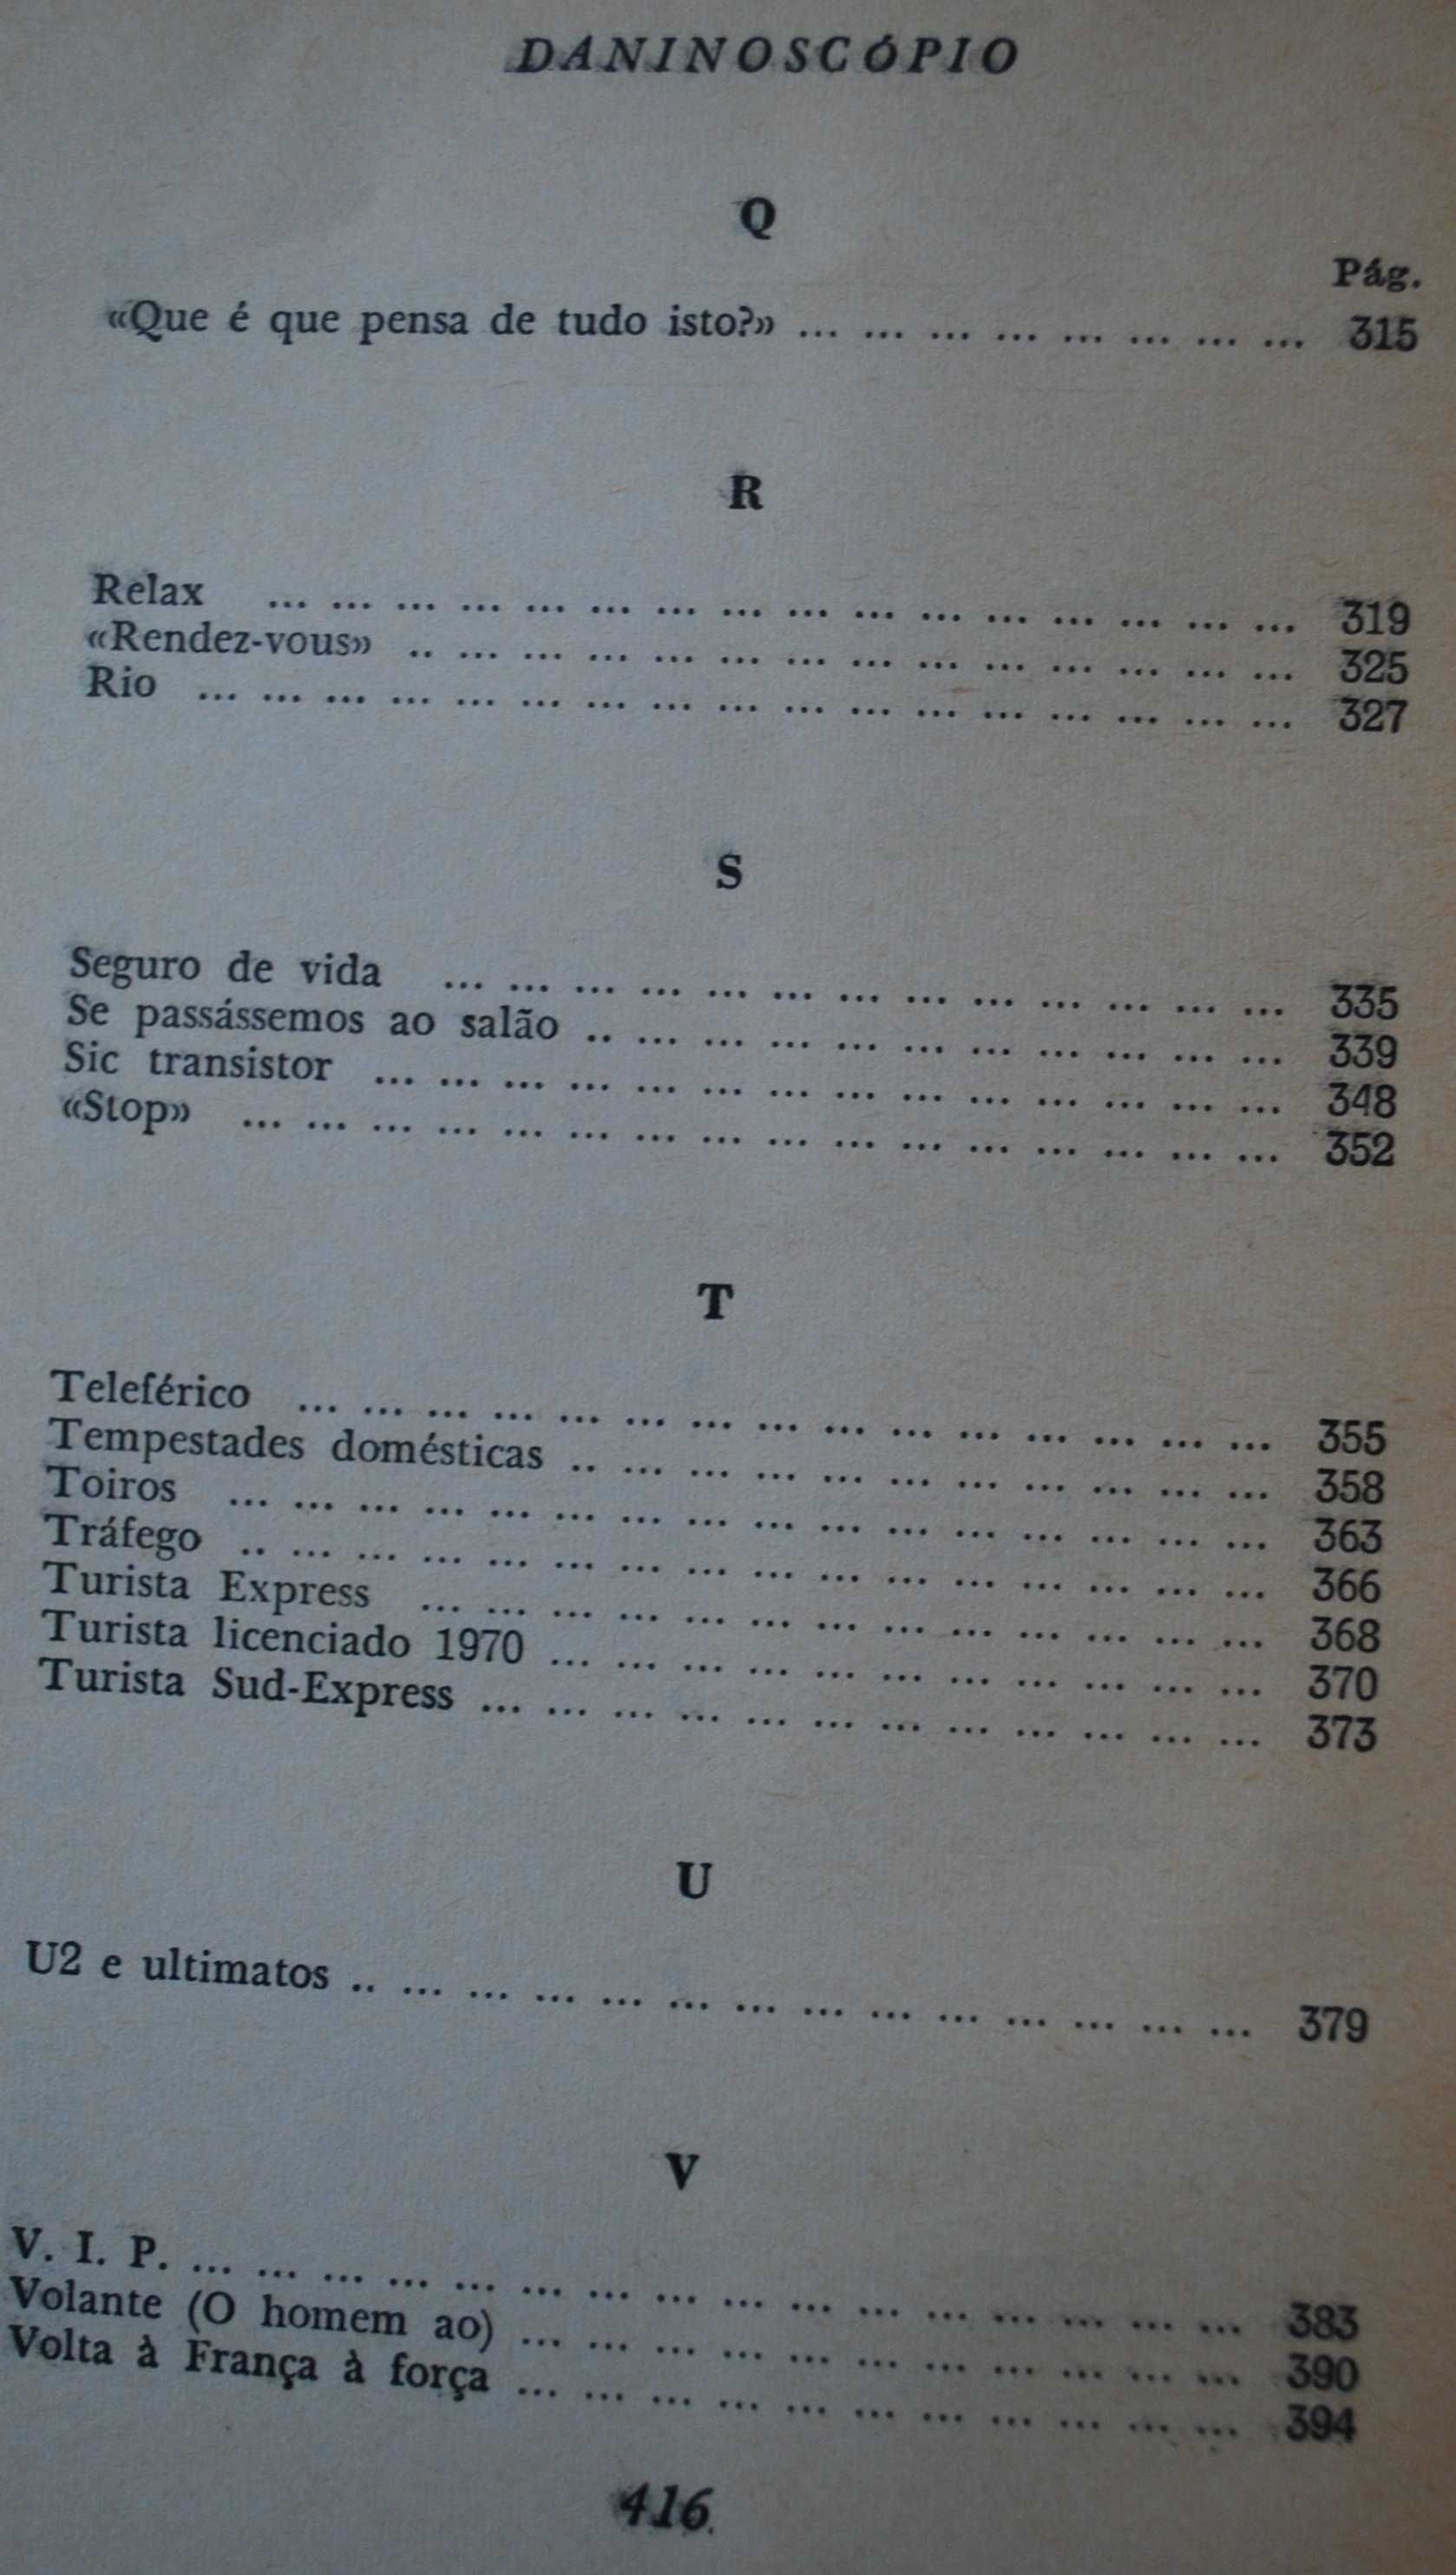 DANINOSCÓPIO
Q
Pág.
«Que é que pensa de tudo isto?» ... ... ... ... ... ... ... ... 315
R
Relax ... ... ... ... ... ... ... ... ... ... ... ... ... ... ... ... 319
«Rendez-vous» .. ... ... ... ... ... ... ... ... ... ... ... ... ... 325
Rio ... ... ... ... ... ... ... ... ... ... ... ... ... ... ... ... ... 327
S
Seguro de vida ... ... ... ... ... ... ... ... ... ... ... ... ... 335
Se passássemos ao salão .. ... ... ... ... ... ... ... ... ... ... 339
Sic transistor ... ... ... ... ... ... ... ... ... ... ... ... ... ... 348
«Stop» ... ... ... ... ... ... ... ... ... ... ... ... ... ... ... ... 352
T
Teleférico ... ... ... ... ... ... ... ... ... ... ... ... ... ... ... 355
Tempestades domésticas .. ... ... ... ... ... ... ... ... ... ... 358
Toiros ... ... ... ... ... ... ... ... ... ... ... ... ... ... ... ... 363
Tráfego .. ... ... ... ... ... ... ... ... ... ... ... ... ... ... ... 366
Turista Express ... ... ... ... ... ... ... ... ... ... ... ... ... 368
Turista licenciado 1970 ... ... ... ... ... ... ... ... ... ... ... 370
Turista Sud-Express ... ... ... ... ... ... ... ... ... ... ... ... 373
U
U2 e ultimatos .. ... ... ... ... ... ... ... ... ... ... ... ... ... 379
V
V. I. P. ... ... ... ... ... ... ... ... ... ... ... ... ... ... ... ... 383
Volante (O homem ao) ... ... ... ... ... ... ... ... ... ... ... 390
Volta à França à força ... ... ... ... ... ... ... ... ... ... ... 394
416